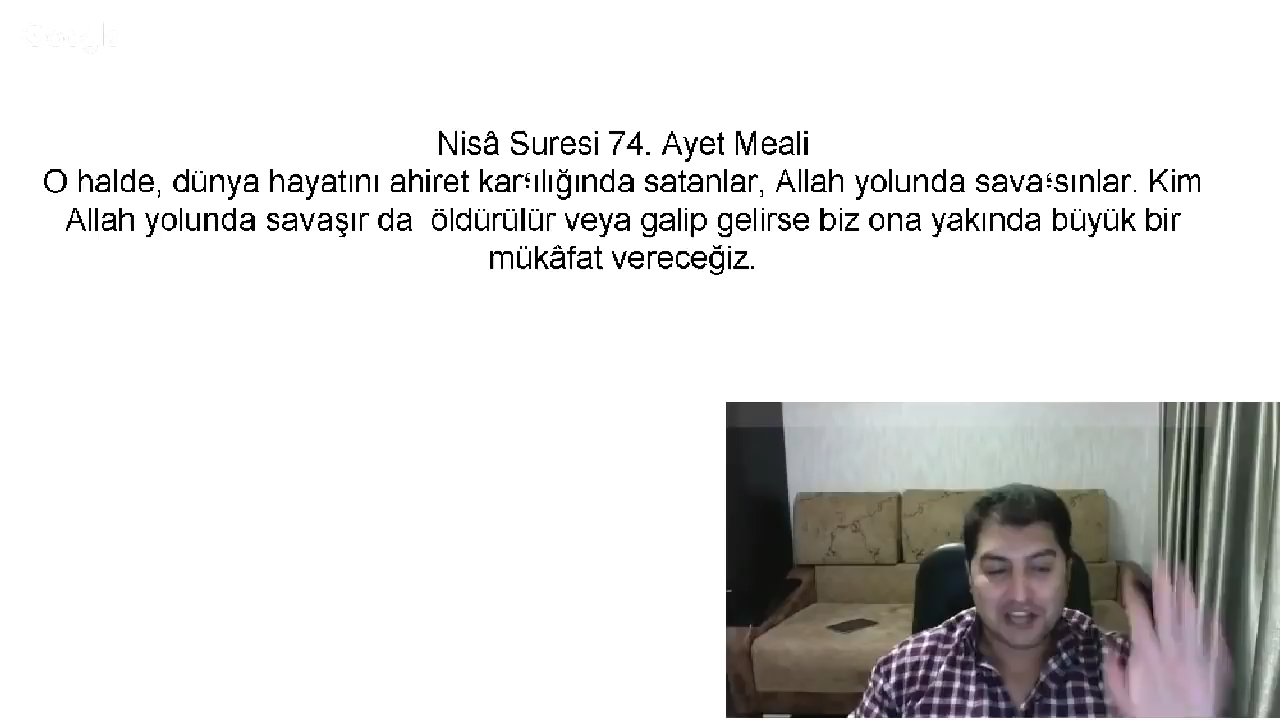 Nisâ Suresi 74. Ayet Meali
O halde, dünya hayatını ahiret karşılığında satanlar, Allah yolunda savaşsınlar. Kim
Allah yolunda savaşır da öldürülür veya galip gelirse biz ona yakında büyük bir
mükâfat vereceğiz.